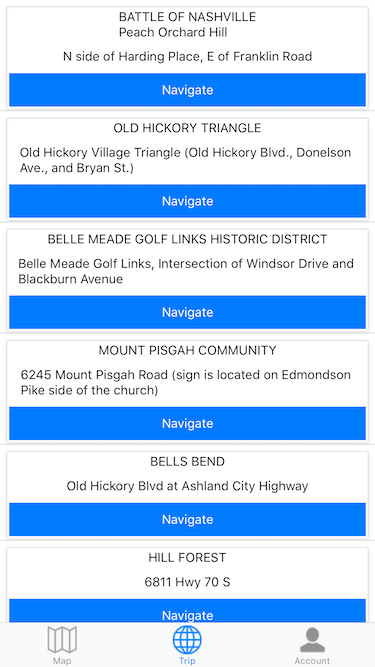 BATTLE OF NASHVILLE
Peach Orchard Hill
N side of Harding Place, E of Franklin Road
Navigate
OLD HICKORY TRIANGLE
Old Hickory Village Triangle (Old Hickory Blvd., Donelson
Ave., and Bryan St.)
Navigate
BELLE MEADE GOLF LINKS HISTORIC DISTRICT
Belle Meade Golf Links, Intersection of Windsor Drive and
Blackburn Avenue
Navigate
MOUNT PISGAH COMMUNITY
6245 Mount Pisgah Road (sign is located on Edmondson
Pike side of the church)
Navigate
BELLS BEND
Old Hickory Blvd at Ashland City Highway
Navigate
HILL FOREST
6811 Hwy 70 S
Navigate
Map Trip Account